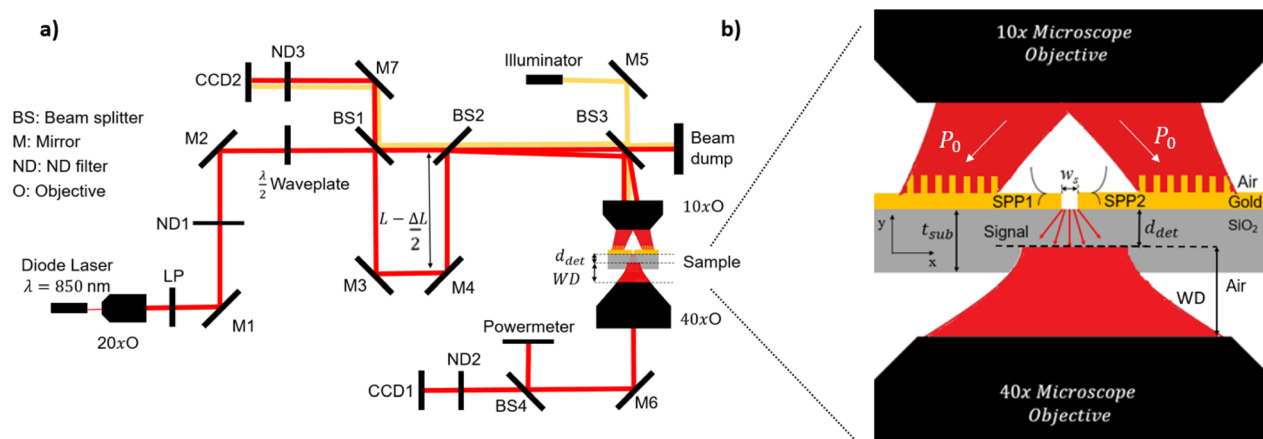 a)
ND3
CCD2
M7
Illuminator
M5
BS: Beam splitter
M: Mirror
ND: ND filter
O: Objective
M2
BS1
BS2
BS3
Beam
dump
λ/2 Waveplate
ND1
L − ΔL/2
10xO
Diode Laser
λ = 850 nm
LP
M1
20xO
M3
M4
d_det
WD
Sample
40xO
Powermeter
ND2
CCD1
BS4
M6
b)
10x Microscope
Objective
P_0
P_0
w_s
Air
SPP1
SPP2
Gold
SiO₂
t_sub
Signal
d_det
y
x
WD
Air
40x Microscope
Objective